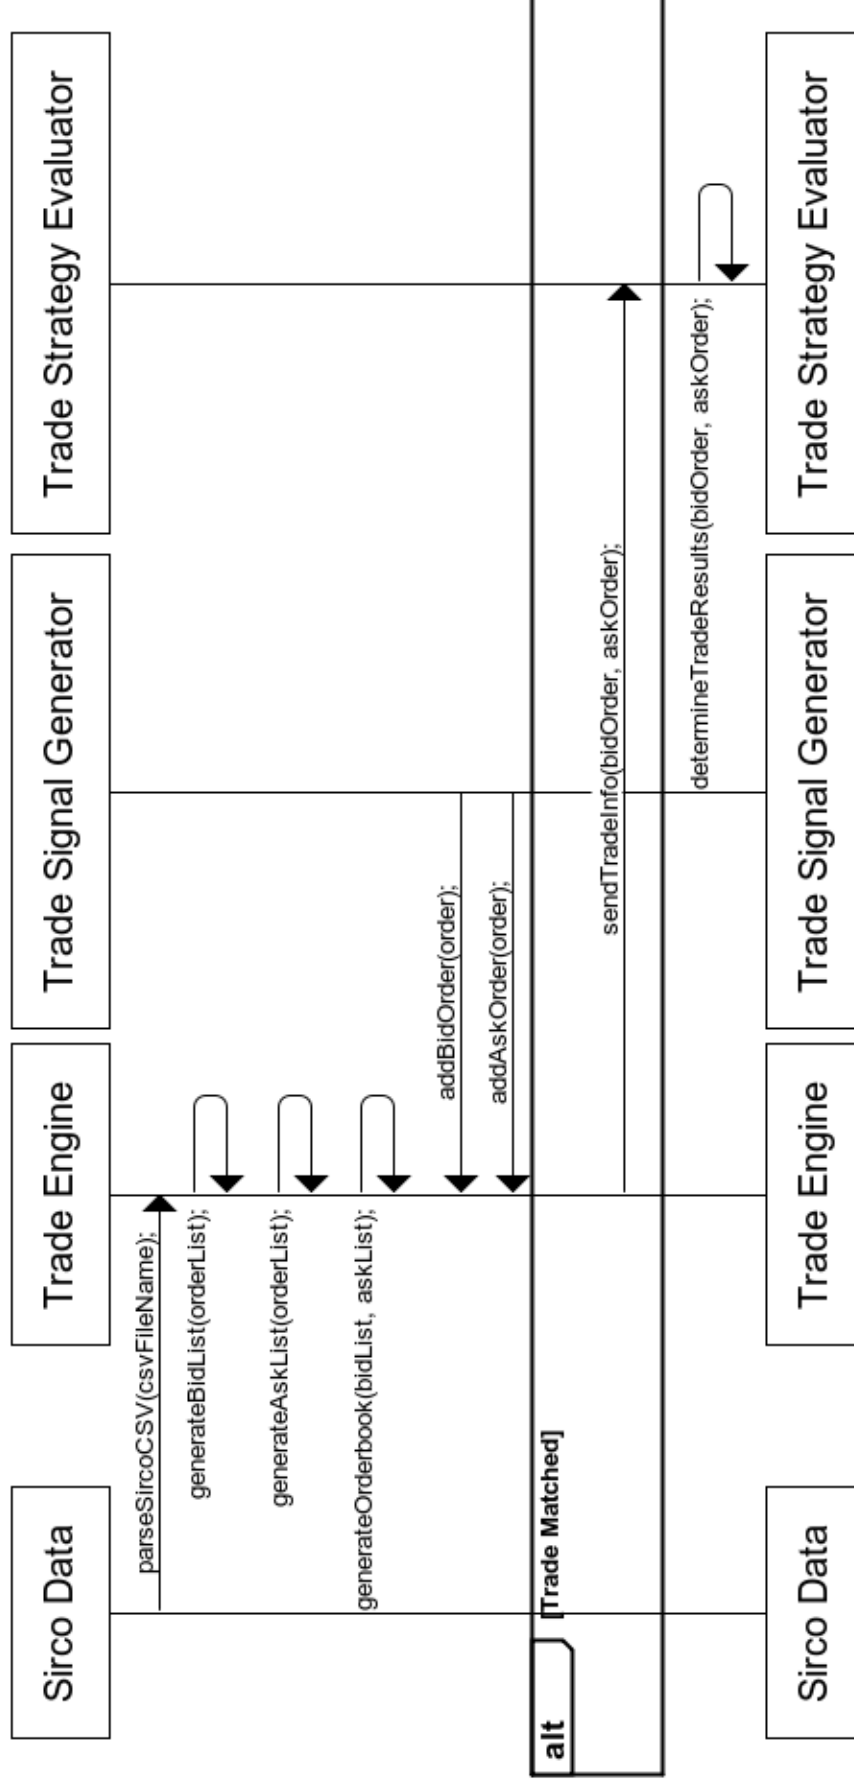 Sirco Data
Trade Engine
Trade Signal Generator
Trade Strategy Evaluator
parseSircoCSV(csvFileName);
generateBidList(orderList);
generateAskList(orderList);
generateOrderbook(bidList, askList);
addBidOrder(order);
addAskOrder(order);
alt
[Trade Matched]
sendTradeInfo(bidOrder, askOrder);
determineTradeResults(bidOrder, askOrder);
Sirco Data
Trade Engine
Trade Signal Generator
Trade Strategy Evaluator